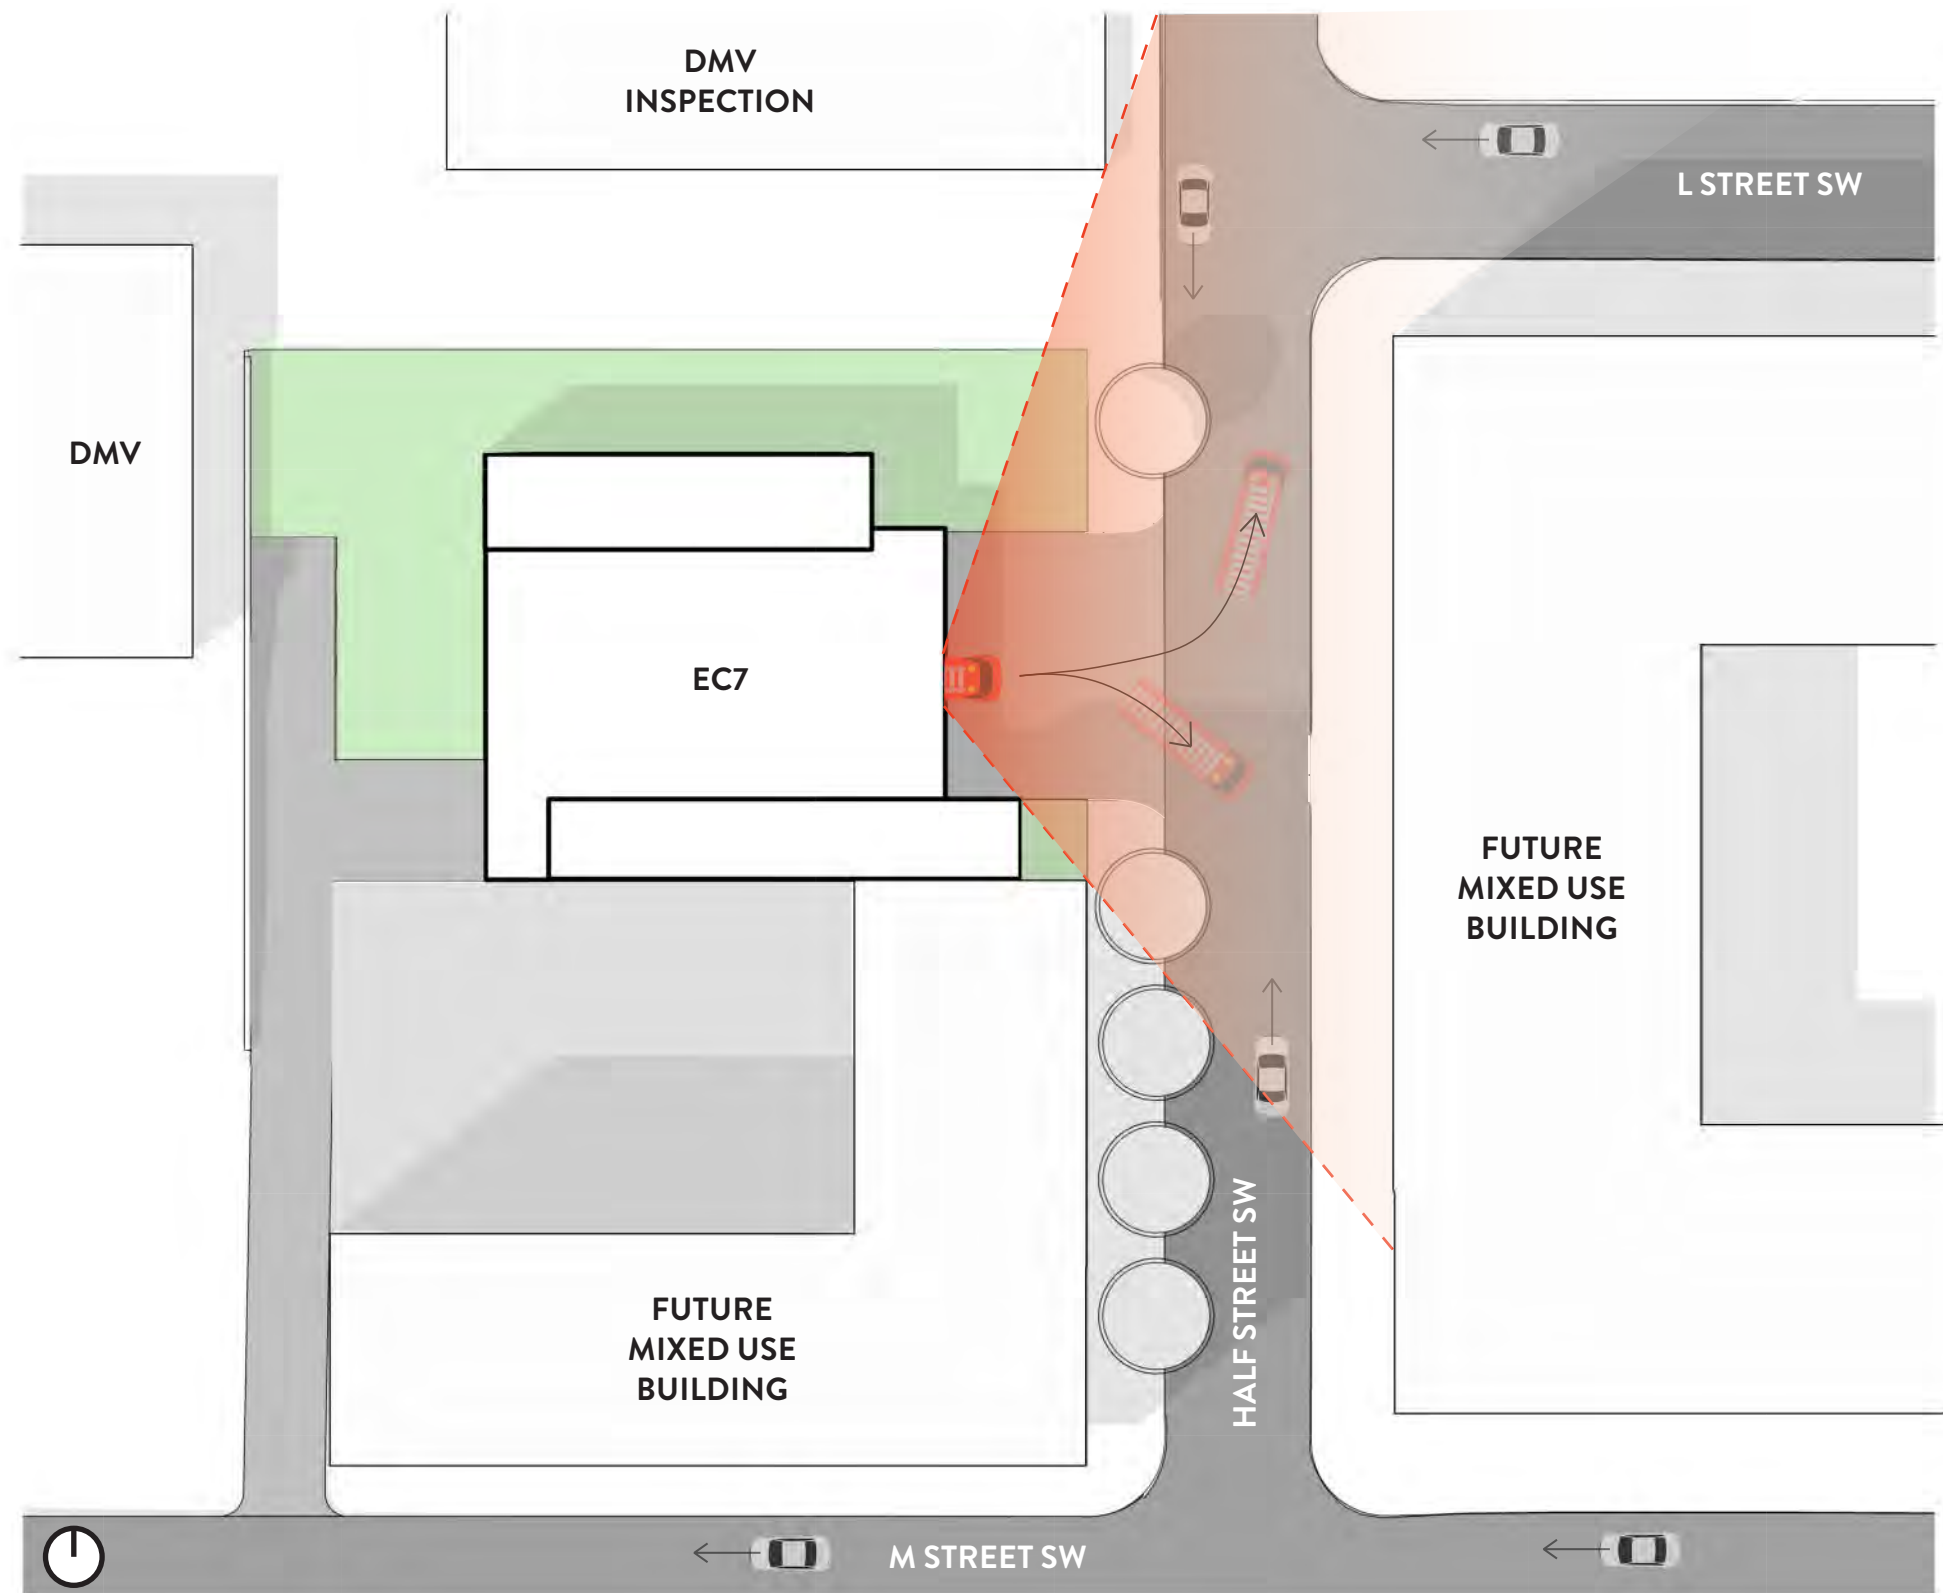 DMV
INSPECTION
L STREET SW
DMV
EC7
FUTURE
MIXED USE
BUILDING
HALF STREET SW
FUTURE
MIXED USE
BUILDING
M STREET SW